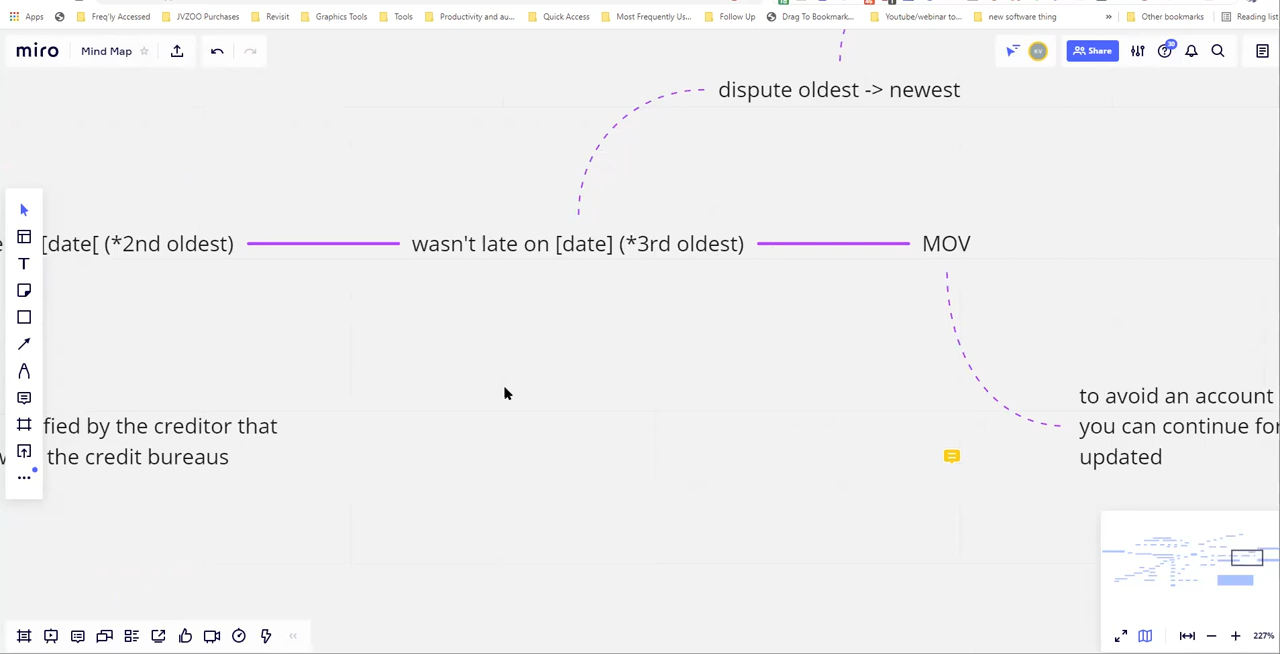 Apps
Freq'ly Accessed
JVZOO Purchases
Revisit
Graphics Tools
Tools
Productivity and au...
Quick Access
Most Frequently Us...
Follow Up
Drag To Bookmark...
Youtube/webinar to...
new software thing
»
Other bookmarks
Reading list
miro
Mind Map
Share
30
dispute oldest -> newest
[date[ (*2nd oldest)
wasn't late on [date] (*3rd oldest)
MOV
fied by the creditor that
the credit bureaus
to avoid an account
you can continue for
updated
227%